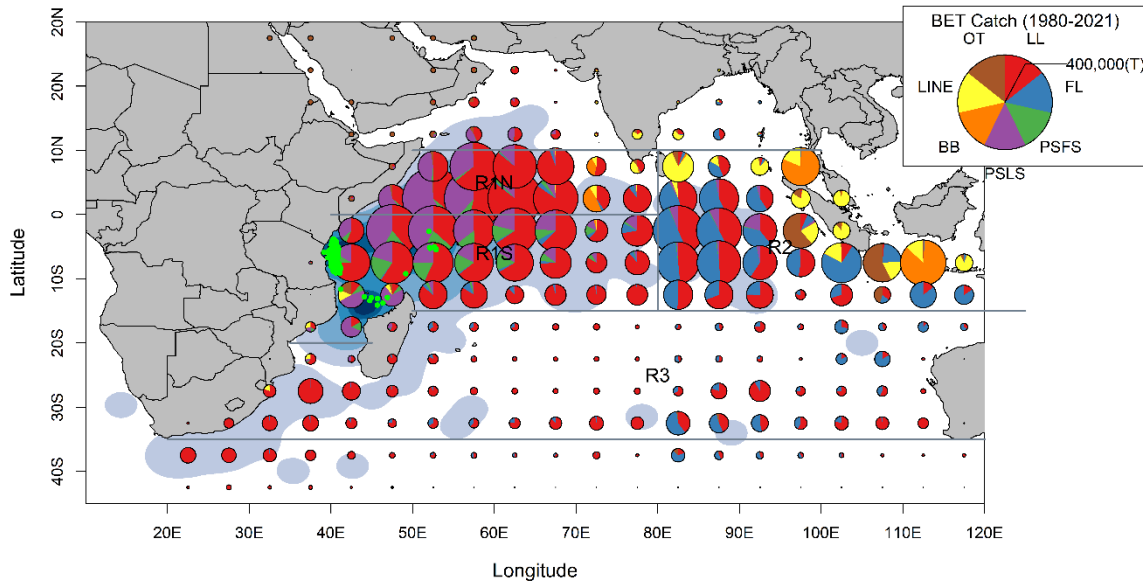 BET Catch (1980-2021)
OT LL
400,000(T)
LINE FL
BB PSFS
PSLS
20N
20N
10N
0
10S
20S
30S
40S
Latitude
R1N
R1S
R2
R3
20E 30E 40E 50E 60E 70E 80E 90E 100E 110E 120E
Longitude